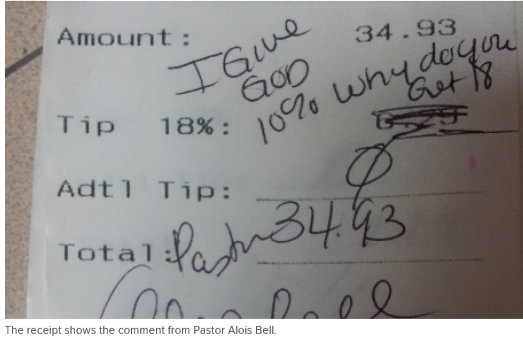 Amount: 34.93
I Give
God
10% Why do you
Get 18
Tip 18%:
Adtl Tip: 0
Total: Pastor 34.93
The receipt shows the comment from Pastor Alois Bell.